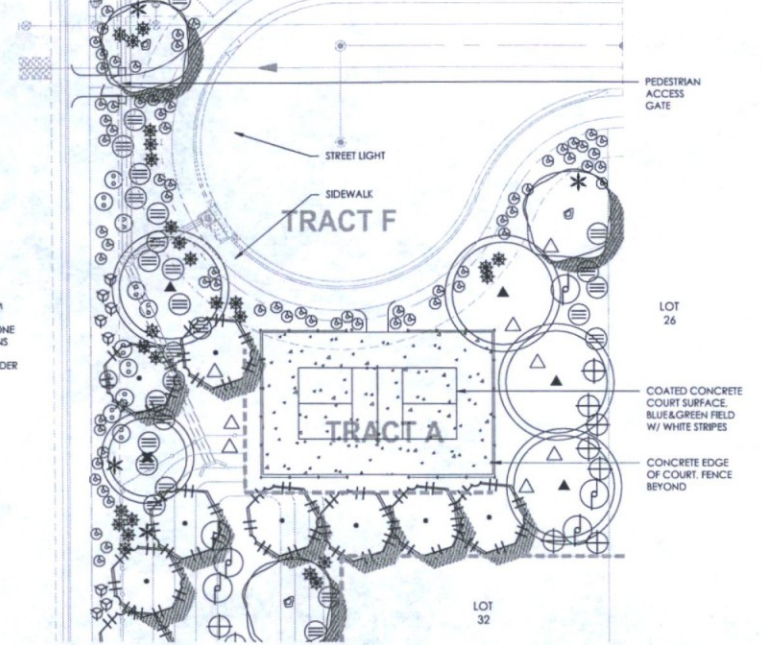 PEDESTRIAN
ACCESS
GATE
STREET LIGHT
SIDEWALK
TRACT F
LOT
26
COATED CONCRETE
COURT SURFACE,
BLUE&GREEN FIELD
W/ WHITE STRIPES
TRACT A
CONCRETE EDGE
OF COURT, FENCE
BEYOND
LOT
32